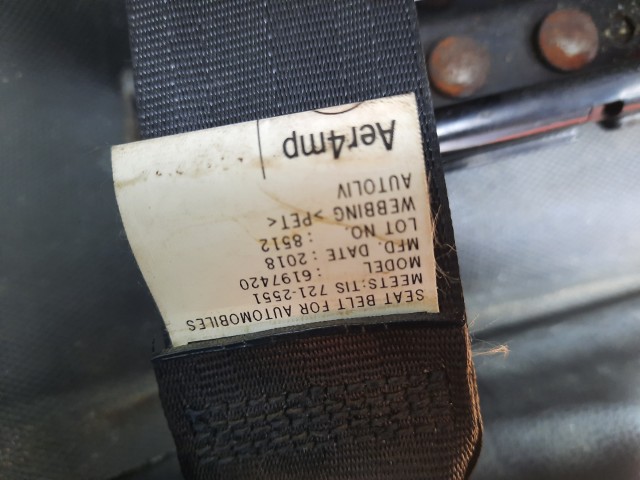 SEAT BELT FOR AUTOMOBILES
MEETS:TIS 721-2551
MODEL : 6197420
MFD. DATE : 2018
LOT NO. : 8512
WEBBING >PET<
AUTOLIV
Aer4mp